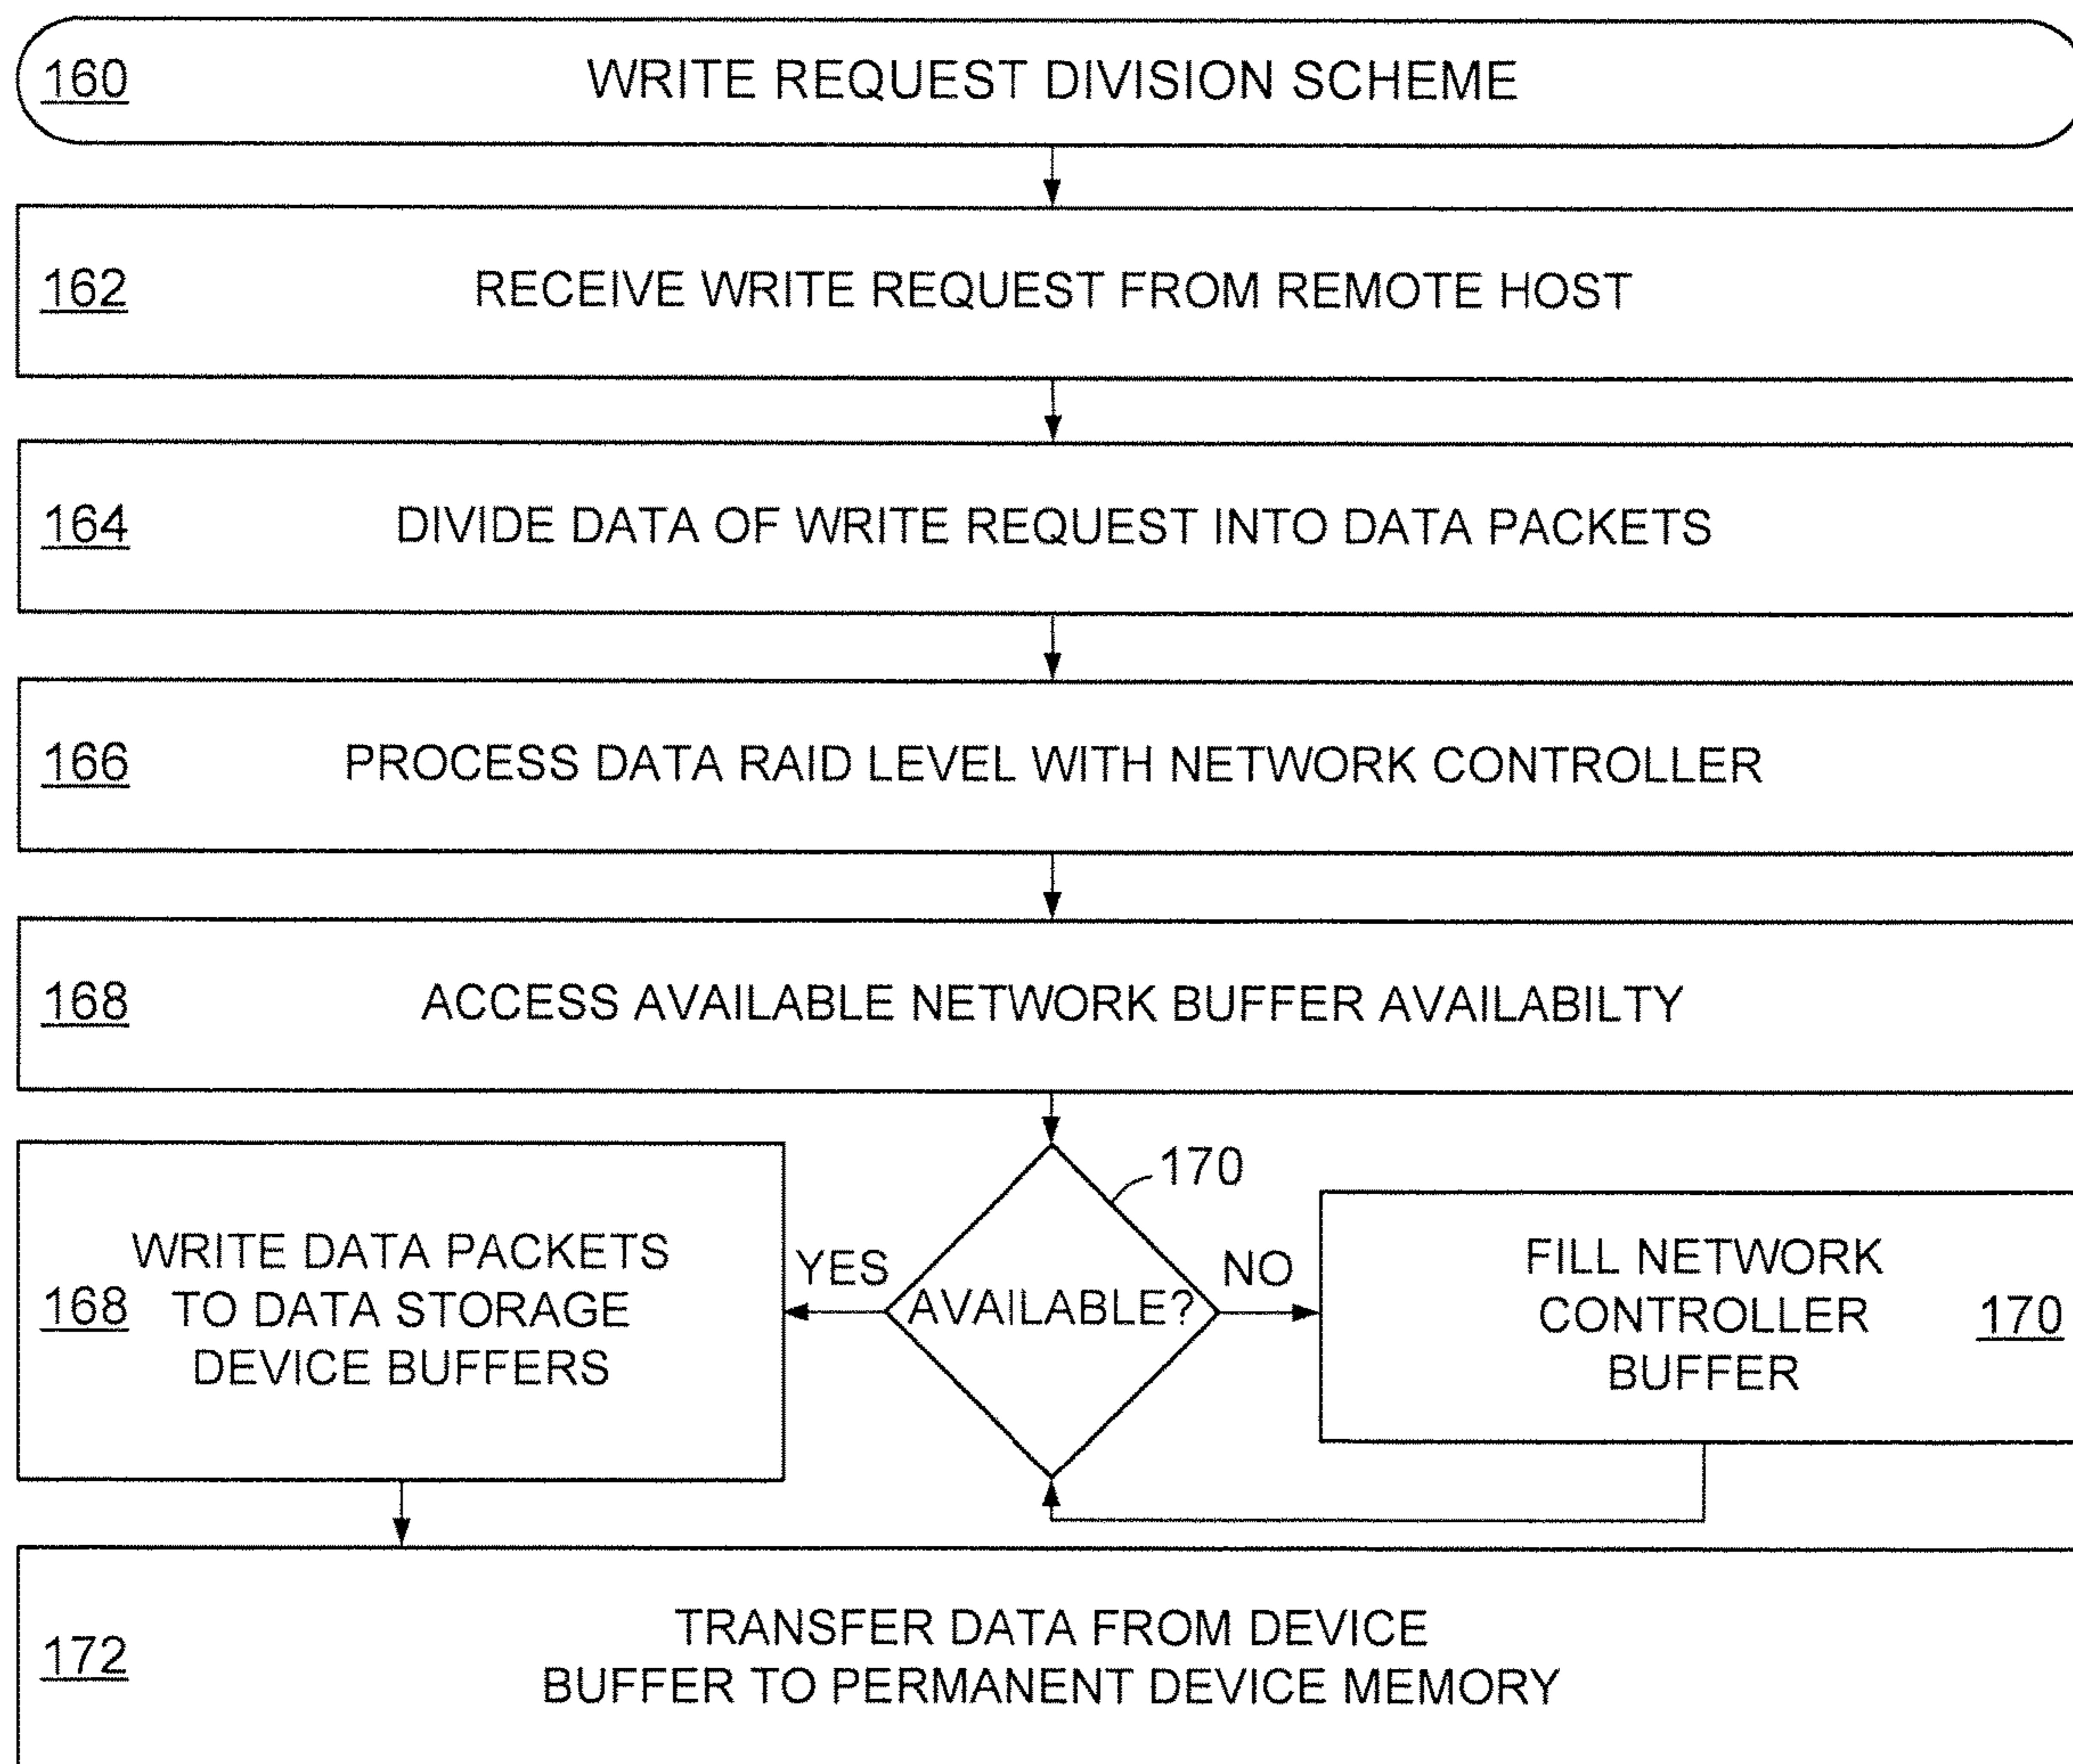 160 WRITE REQUEST DIVISION SCHEME
162 RECEIVE WRITE REQUEST FROM REMOTE HOST
164 DIVIDE DATA OF WRITE REQUEST INTO DATA PACKETS
166 PROCESS DATA RAID LEVEL WITH NETWORK CONTROLLER
168 ACCESS AVAILABLE NETWORK BUFFER AVAILABILTY
WRITE DATA PACKETS
168 TO DATA STORAGE
DEVICE BUFFERS
YES
170
AVAILABLE?
NO
FILL NETWORK
CONTROLLER 170
BUFFER
172
TRANSFER DATA FROM DEVICE
BUFFER TO PERMANENT DEVICE MEMORY